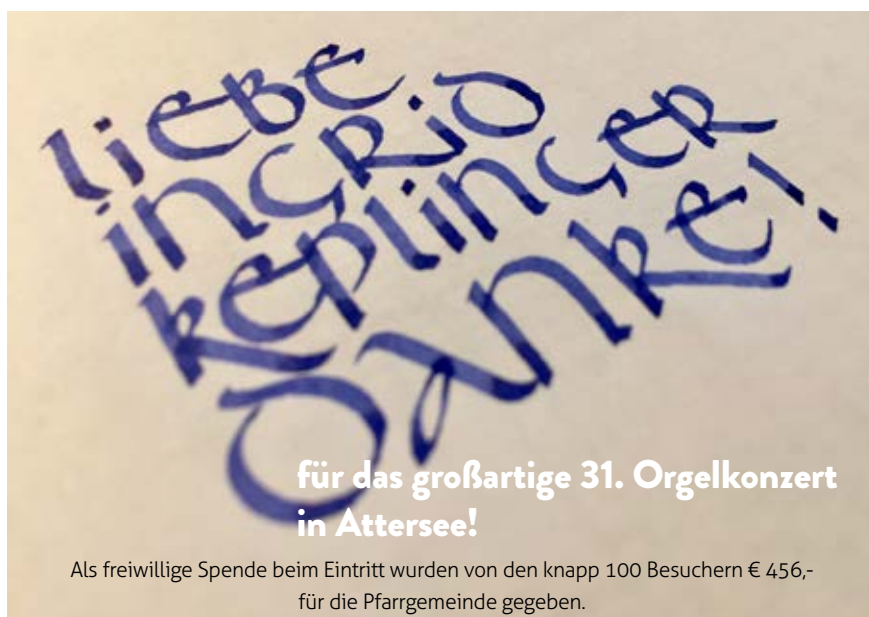 LIEBE
INGRID
KEPLINGER
DANKE!
für das großartige 31. Orgelkonzert
in Attersee!
Als freiwillige Spende beim Eintritt wurden von den knapp 100 Besuchern € 456,-
für die Pfarrgemeinde gegeben.